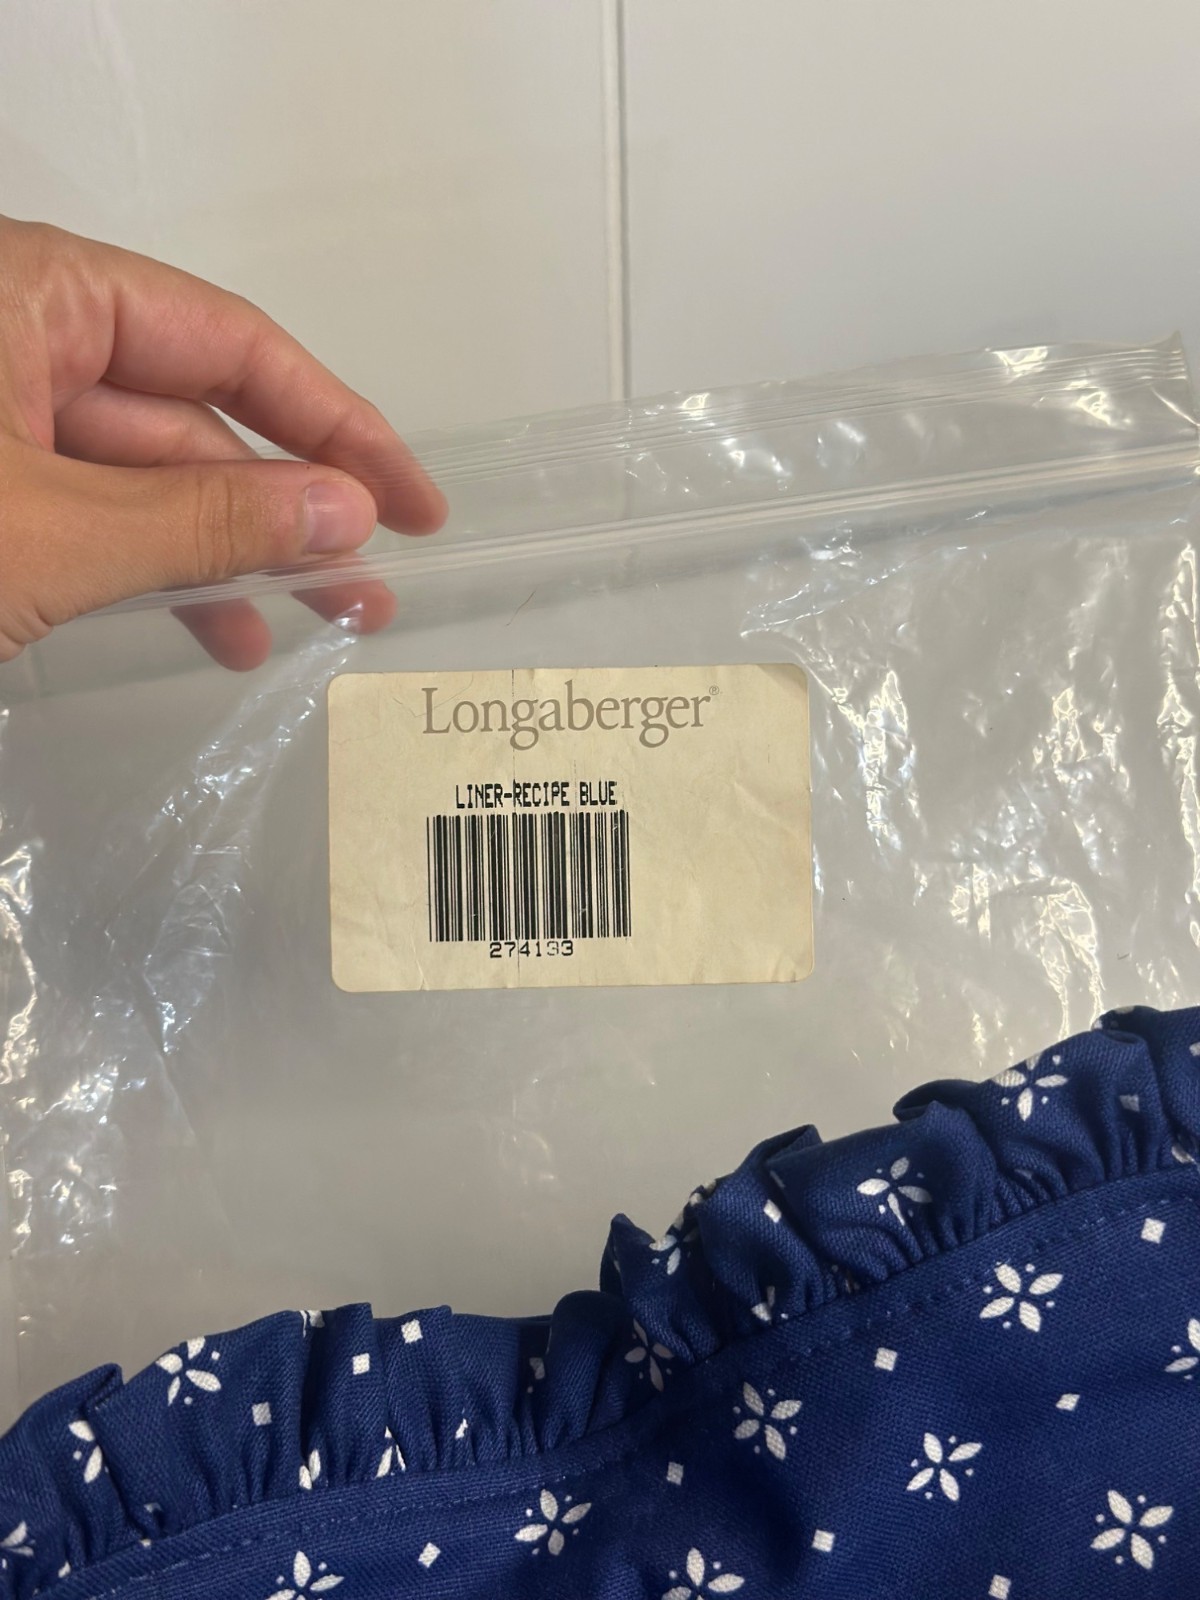 Longaberger®
LINER-RECIPE BLUE
274133